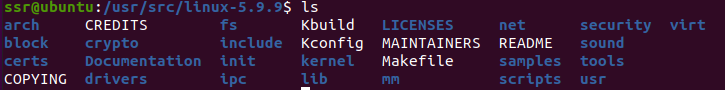 ssr@ubuntu:/usr/src/linux-5.9.9$ ls
arch CREDITS fs Kbuild LICENSES net security virt
block crypto include Kconfig MAINTAINERS README sound
certs Documentation init kernel Makefile samples tools
COPYING drivers ipc lib mm scripts usr